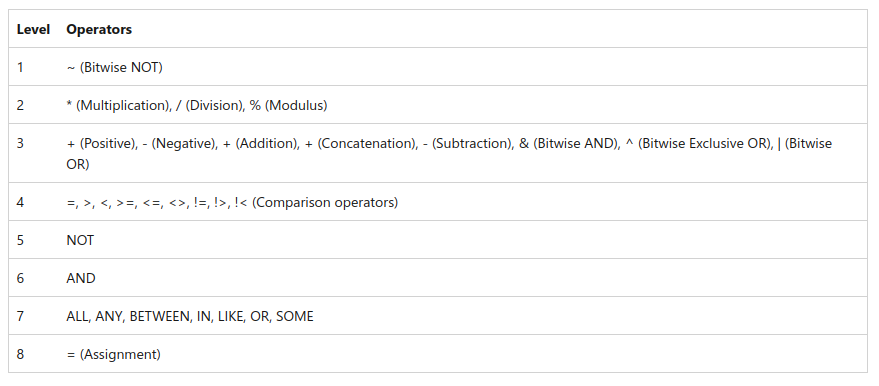 Level Operators
1 ~ (Bitwise NOT)
2 * (Multiplication), / (Division), % (Modulus)
3 + (Positive), - (Negative), + (Addition), + (Concatenation), - (Subtraction), & (Bitwise AND), ^ (Bitwise Exclusive OR), | (Bitwise
OR)
4 =, >, <, >=, <=, <>, !=, !>, !< (Comparison operators)
5 NOT
6 AND
7 ALL, ANY, BETWEEN, IN, LIKE, OR, SOME
8 = (Assignment)